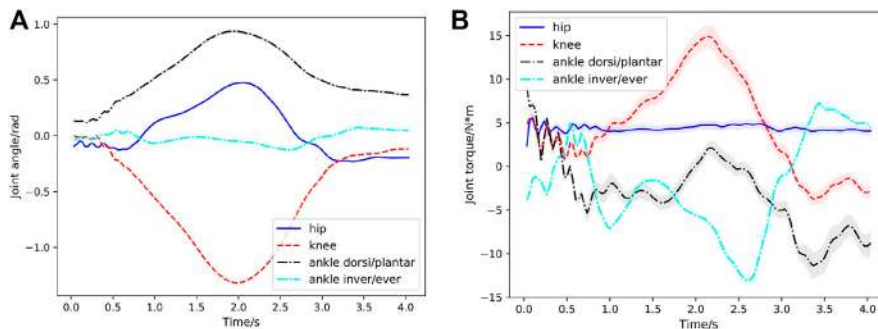 A
1.0
0.5
0.0
−0.5
−1.0
Joint angle/rad
0.0 0.5 1.0 1.5 2.0 2.5 3.0 3.5 4.0
Time/s
hip
knee
ankle dorsi/plantar
ankle inver/ever
B
20
15
10
5
0
−5
−10
−15
Joint torque/N*m
0.0 0.5 1.0 1.5 2.0 2.5 3.0 3.5 4.0
Time/s
hip
knee
ankle dorsi/plantar
ankle inver/ever